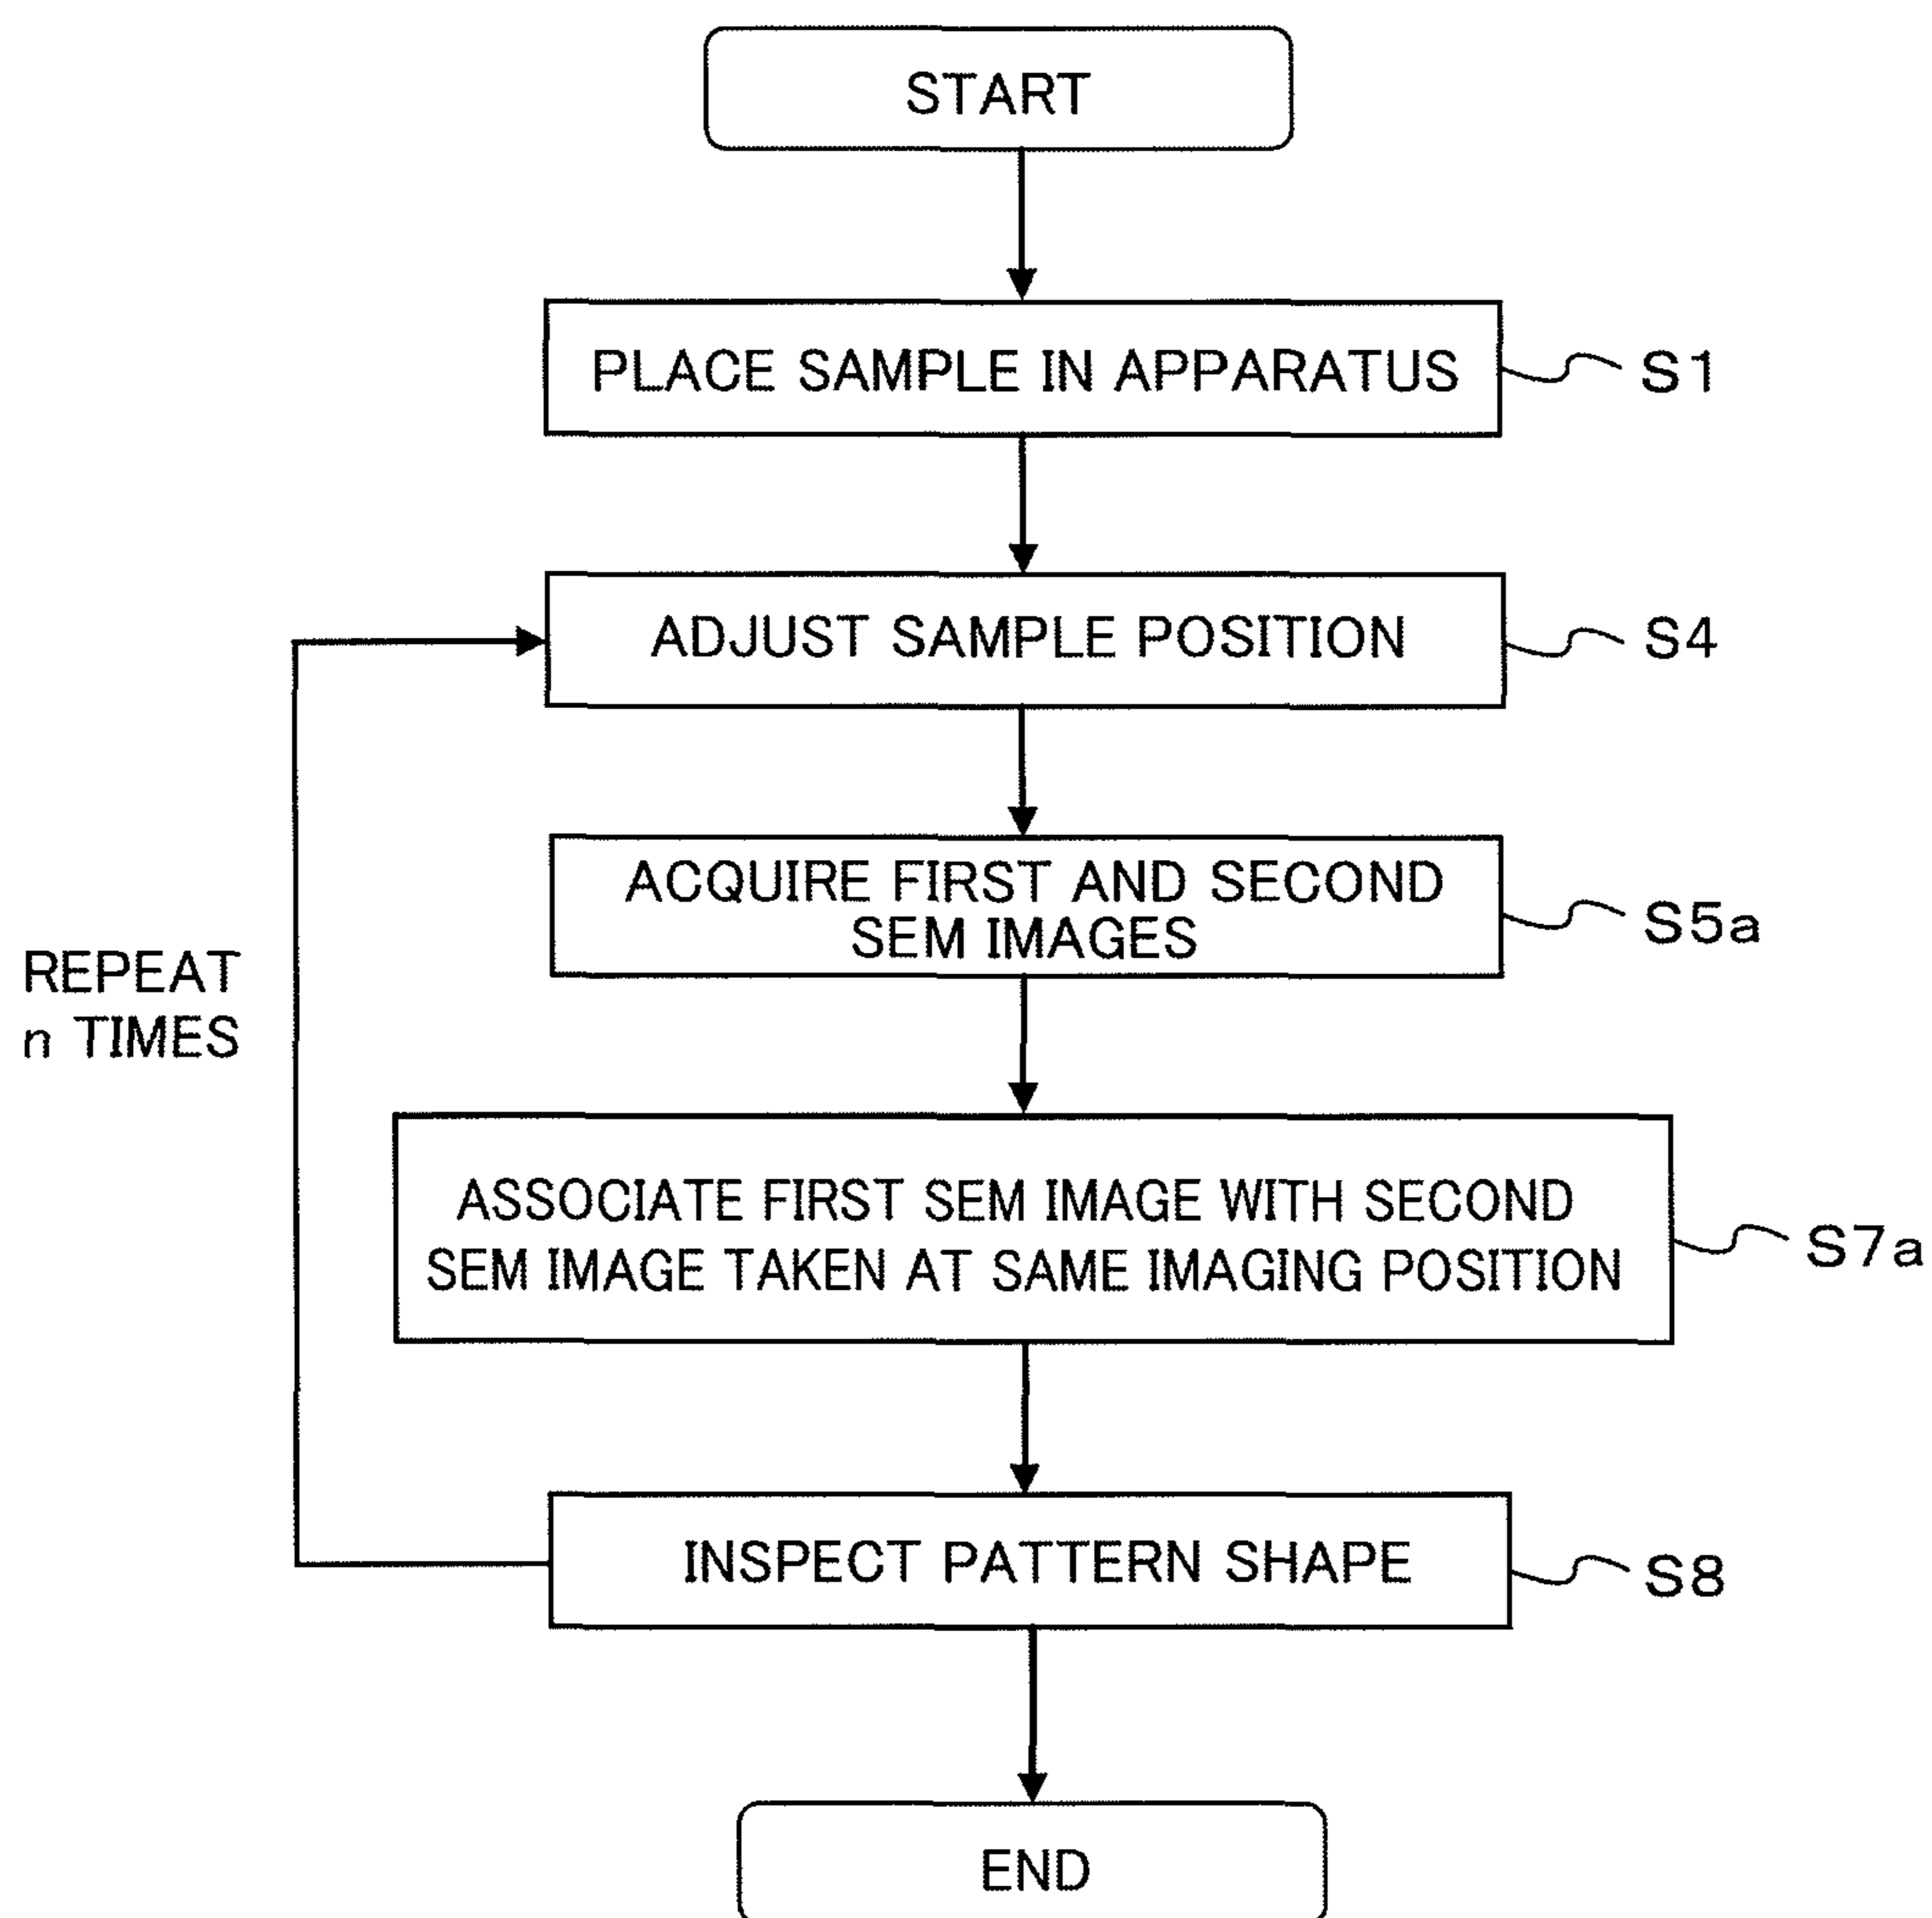 START
PLACE SAMPLE IN APPARATUS
S1
ADJUST SAMPLE POSITION
S4
ACQUIRE FIRST AND SECOND
SEM IMAGES
S5a
REPEAT
n TIMES
ASSOCIATE FIRST SEM IMAGE WITH SECOND
SEM IMAGE TAKEN AT SAME IMAGING POSITION
S7a
INSPECT PATTERN SHAPE
S8
END